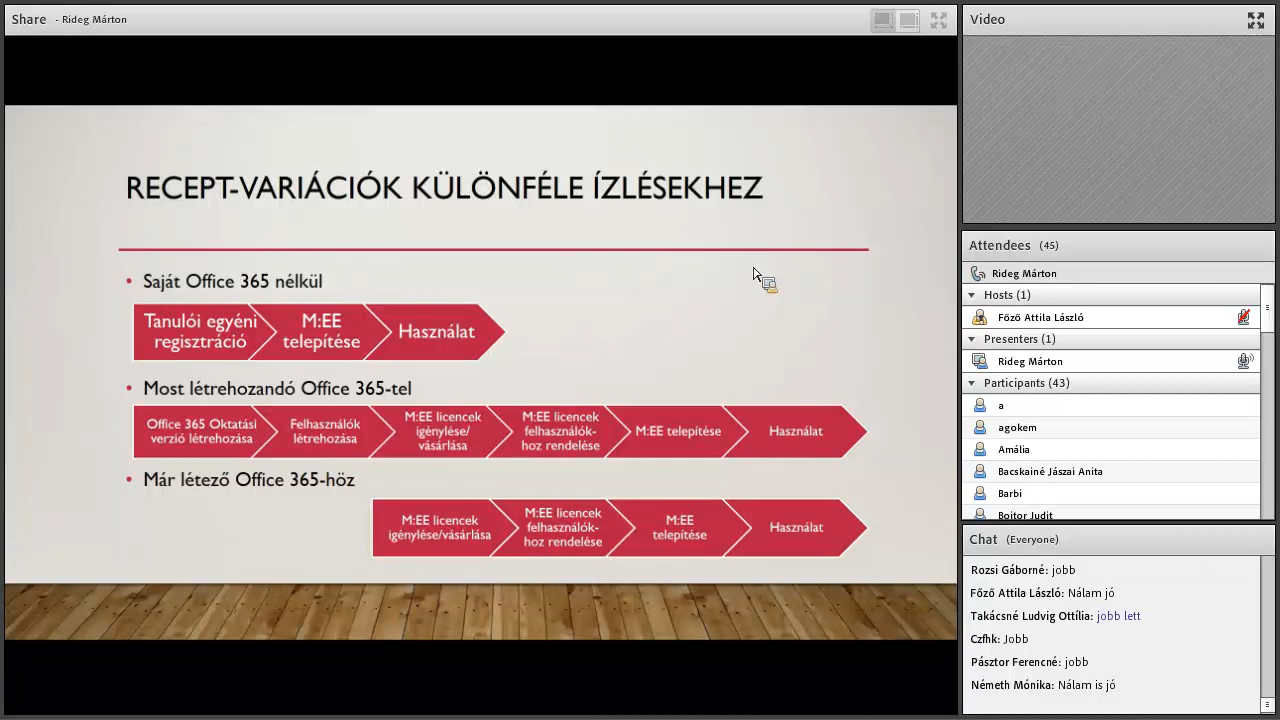 Share - Rideg Márton
RECEPT-VARIÁCIÓK KÜLÖNFÉLE ÍZLÉSEKHEZ
• Saját Office 365 nélkül
Tanulói egyéni
regisztráció
M:EE
telepítése
Használat
• Most létrehozandó Office 365-tel
Office 365 Oktatási
verzió létrehozása
Felhasználók
létrehozása
M:EE licencek
igénylése/
vásárlása
M:EE licencek
felhasználók-
hoz rendelése
M:EE telepítése
Használat
• Már létező Office 365-höz
M:EE licencek
igénylése/vásárlása
M:EE licencek
felhasználók-
hoz rendelése
M:EE
telepítése
Használat
Video
Attendees (45)
Rideg Márton
Hosts (1)
Főző Attila László
Presenters (1)
Rideg Márton
Participants (43)
a
agokem
Amália
Bacskainé Jászai Anita
Barbi
Boitor Judit
Chat (Everyone)
Rozsi Gáborné: jobb
Főző Attila László: Nálam jó
Takácsné Ludvig Ottília: jobb lett
Czfhk: Jobb
Pásztor Ferencné: jobb
Németh Mónika: Nálam is jó